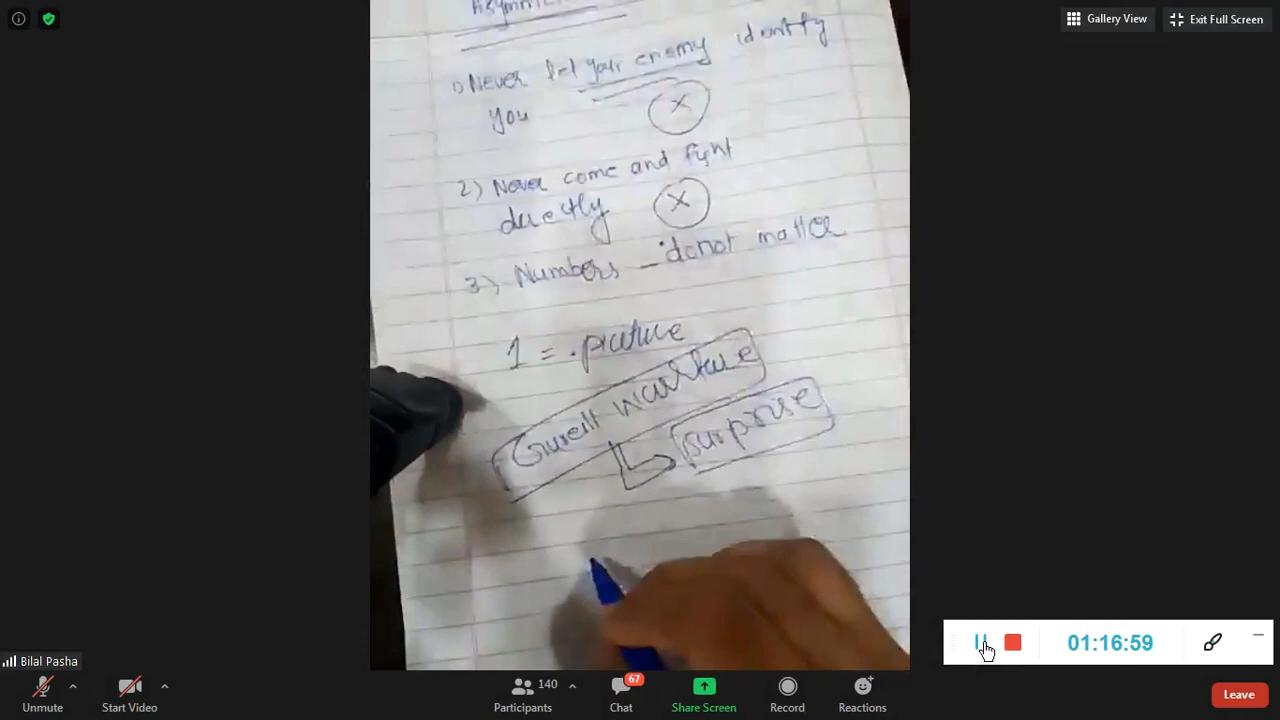 Gallery View
Exit Full Screen
1) Never let your enemy identify
you
X
2) Never come and fight
directly
X
3) Numbers - donot matter
1 = picture
warfare
surprise
Bilal Pasha
01:16:59
Unmute
Start Video
140
Participants
67
Chat
Share Screen
Record
Reactions
Leave